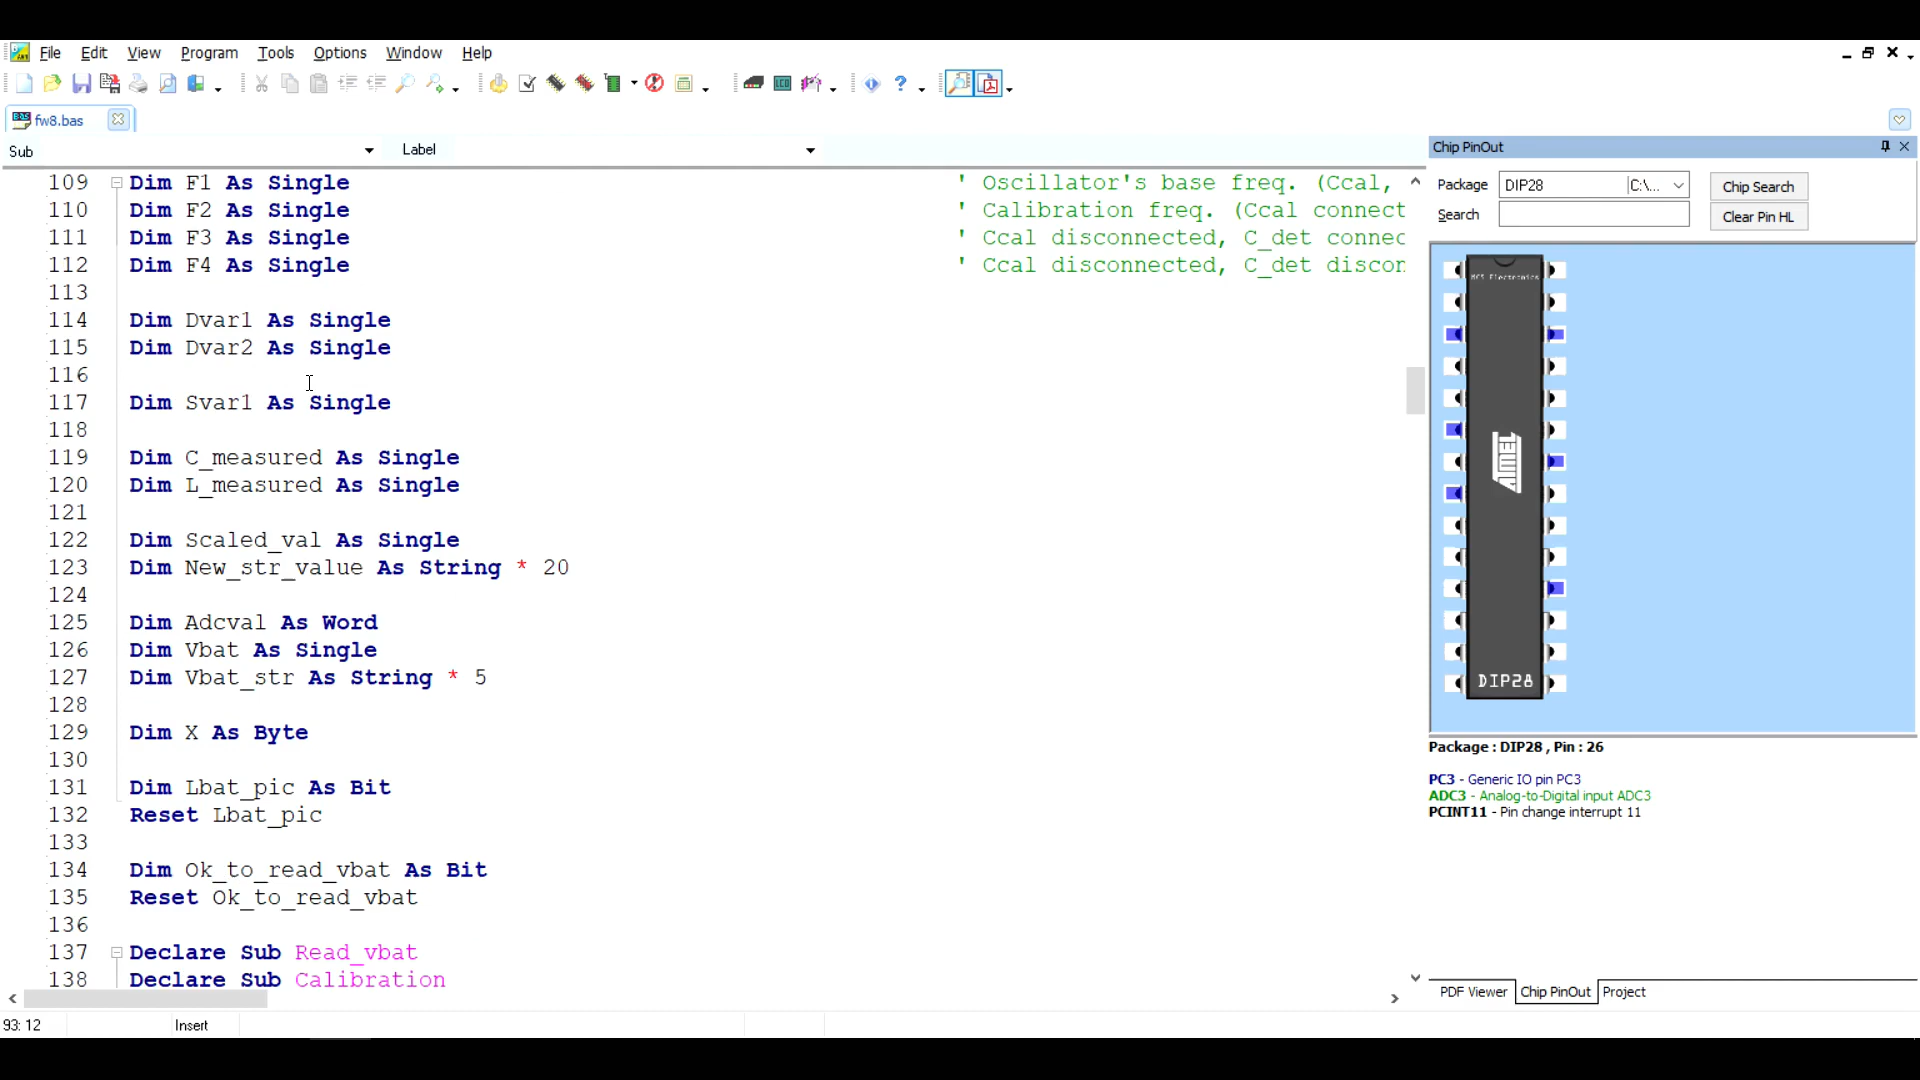 File Edit View Program Tools Options Window Help
fw8.bas
Sub Label
109 Dim F1 As Single ' Oscillator's base freq. (Ccal,
110 Dim F2 As Single ' Calibration freq. (Ccal connect
111 Dim F3 As Single ' Ccal disconnected, C_det connec
112 Dim F4 As Single ' Ccal disconnected, C_det discon
113
114 Dim Dvar1 As Single
115 Dim Dvar2 As Single
116
117 Dim Svar1 As Single
118
119 Dim C_measured As Single
120 Dim L_measured As Single
121
122 Dim Scaled_val As Single
123 Dim New_str_value As String * 20
124
125 Dim Adcval As Word
126 Dim Vbat As Single
127 Dim Vbat_str As String * 5
128
129 Dim X As Byte
130
131 Dim Lbat_pic As Bit
132 Reset Lbat_pic
133
134 Dim Ok_to_read_vbat As Bit
135 Reset Ok_to_read_vbat
136
137 Declare Sub Read_vbat
138 Declare Sub Calibration
93: 12 Insert
Chip PinOut
Package DIP28 C:\... Chip Search
Search Clear Pin HL
MCS Electronics
ATMEL
DIP28
Package : DIP28 , Pin : 26
PC3 - Generic IO pin PC3
ADC3 - Analog-to-Digital input ADC3
PCINT11 - Pin change interrupt 11
PDF Viewer Chip PinOut Project